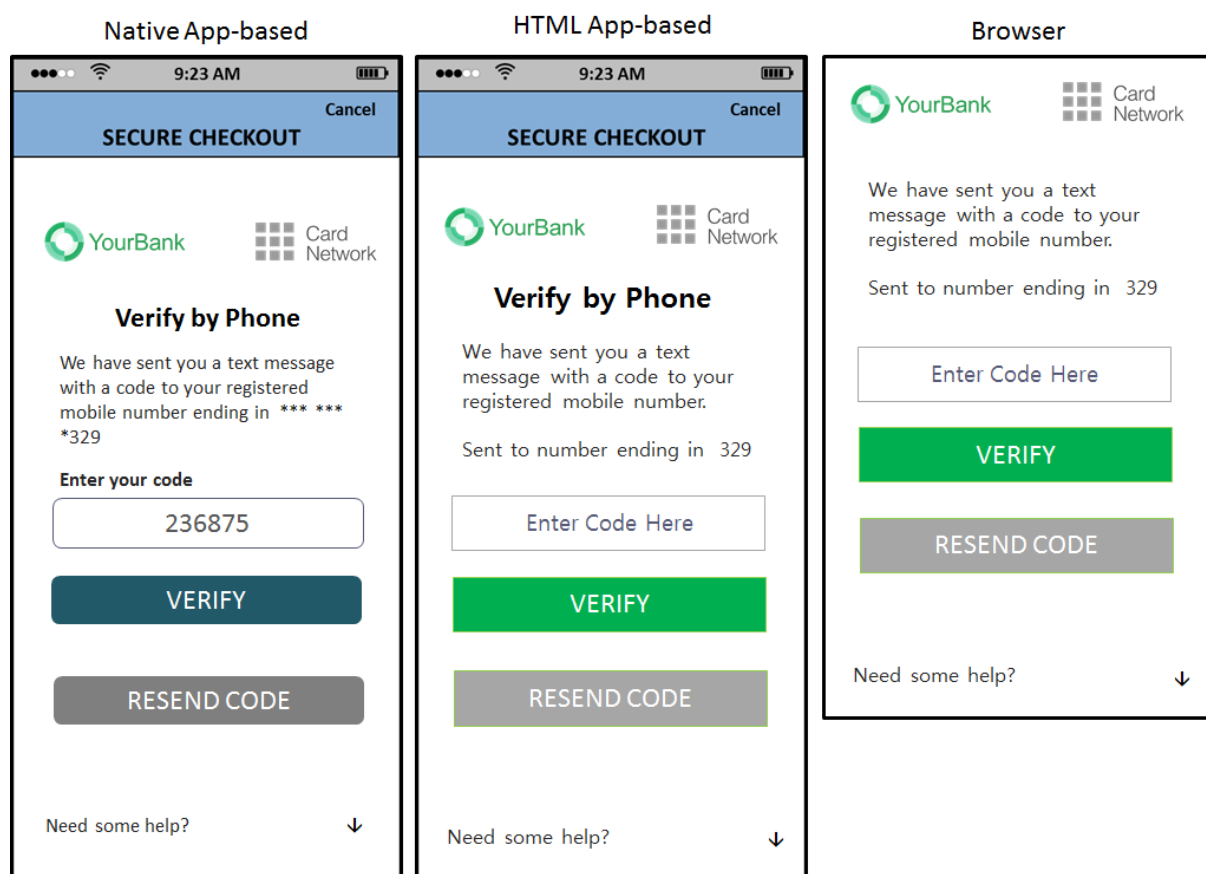 Native App-based
9:23 AM
Cancel
SECURE CHECKOUT
YourBank
Card
Network
Verify by Phone
We have sent you a text message
with a code to your registered
mobile number ending in *** ***
*329
Enter your code
236875
VERIFY
RESEND CODE
Need some help?
HTML App-based
9:23 AM
Cancel
SECURE CHECKOUT
YourBank
Card
Network
Verify by Phone
We have sent you a text
message with a code to your
registered mobile number.
Sent to number ending in 329
Enter Code Here
VERIFY
RESEND CODE
Need some help?
Browser
YourBank
Card
Network
We have sent you a text
message with a code to your
registered mobile number.
Sent to number ending in 329
Enter Code Here
VERIFY
RESEND CODE
Need some help?